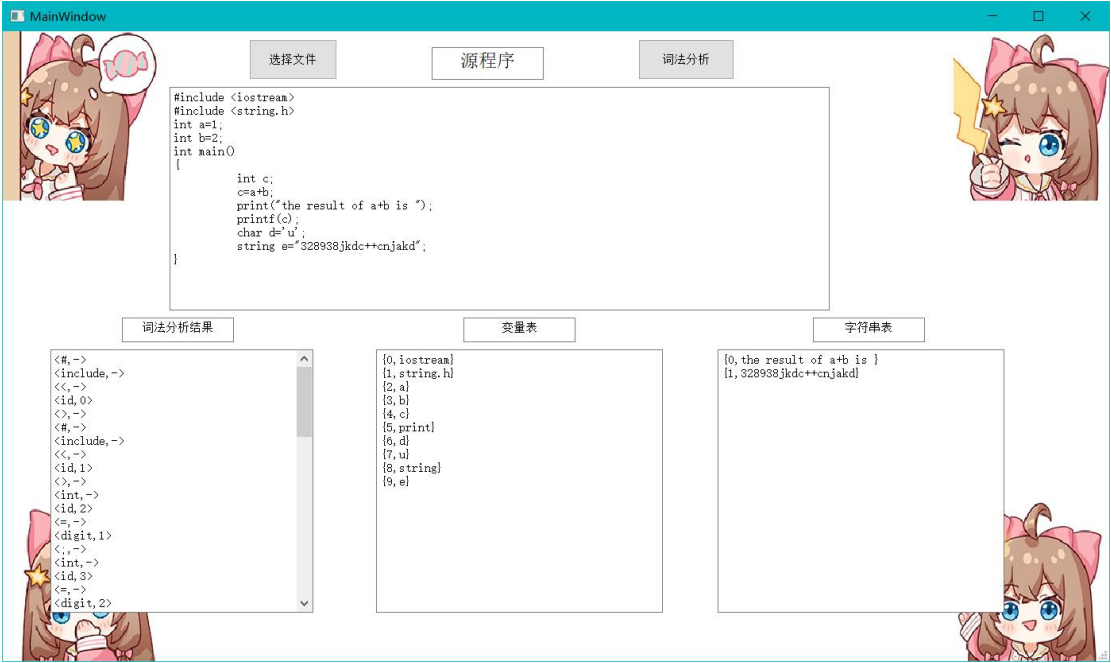 MainWindow
选择文件
源程序
词法分析
#include <iostream>
#include <string.h>
int a=1;
int b=2;
int main()
{
int c;
c=a+b;
print("the result of a+b is ");
printf(c);
char d='u';
string e="328938jkdc++cnjakd";
}
词法分析结果
变量表
字符串表
<#,->
<include,->
<<,->
<id,0>
<>,->
<#,->
<include,->
<<,->
<id,1>
<>,->
<int,->
<id,2>
<=,->
<digit,1>
<;,->
<int,->
<id,3>
<=,->
<digit,2>
{0,iostream}
{1,string.h}
{2,a}
{3,b}
{4,c}
{5,print}
{6,d}
{7,u}
{8,string}
{9,e}
{0,the result of a+b is }
{1,328938jkdc++cnjakd}